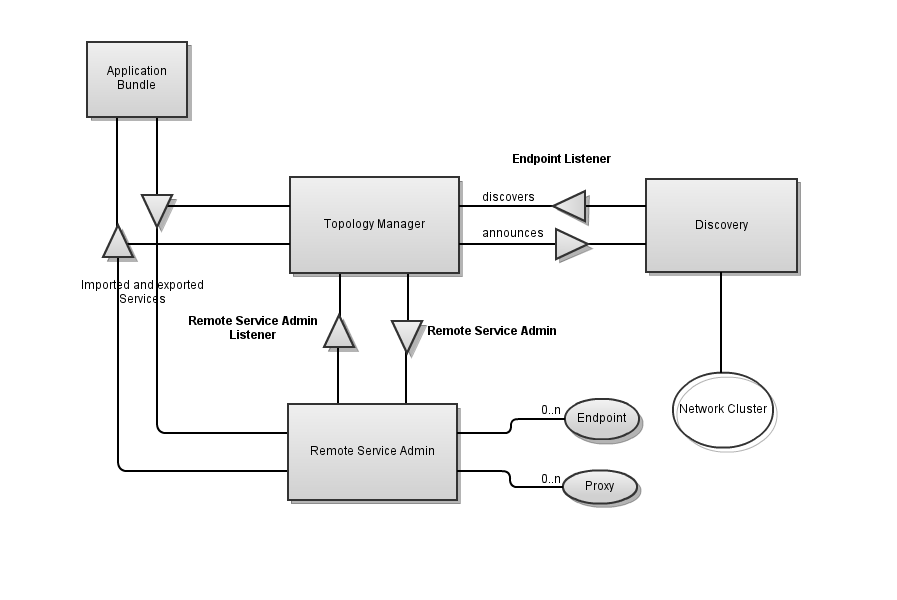 Application
Bundle
Endpoint Listener
discovers
Topology Manager
Discovery
announces
Imported and exported
Services
Remote Service Admin
Listener
Remote Service Admin
Network Cluster
0..n
Endpoint
Remote Service Admin
0..n
Proxy